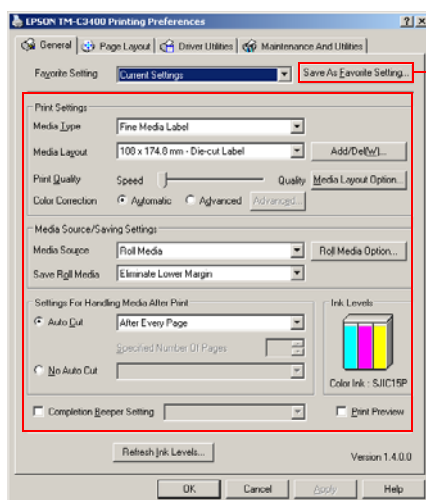 EPSON TM-C3400 Printing Preferences
General Page Layout Driver Utilities Maintenance And Utilities
Favorite Setting Current Settings Save As Favorite Setting...
Print Settings
Media Type Fine Media Label
Media Layout 108 x 174.8 mm - Die-cut Label Add/Del(W)...
Print Quality Speed Quality Media Layout Option...
Color Correction Automatic Advanced Advanced...
Media Source/Saving Settings
Media Source Roll Media Roll Media Option...
Save Roll Media Eliminate Lower Margin
Settings For Handling Media After Print Ink Levels
Auto Cut After Every Page
Specified Number Of Pages
No Auto Cut
Color Ink : SJIC15P
Completion Beeper Setting Print Preview
Refresh Ink Levels... Version 1.4.0.0
OK Cancel Apply Help